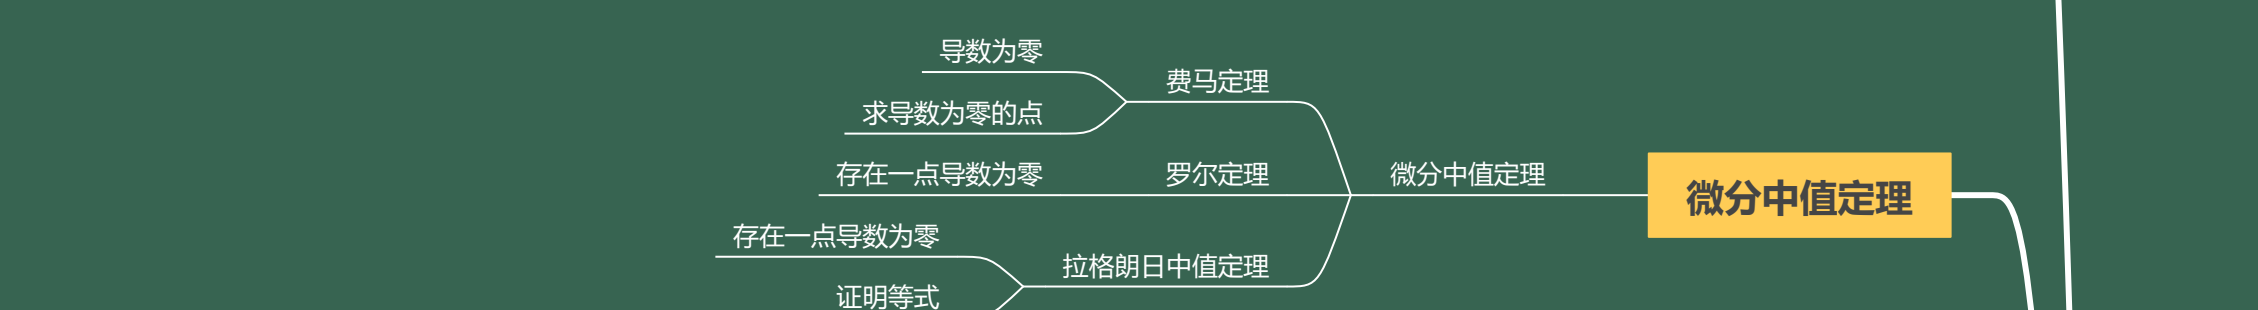 导数为零
费马定理
求导数为零的点
存在一点导数为零
罗尔定理
微分中值定理
微分中值定理
存在一点导数为零
拉格朗日中值定理
证明等式